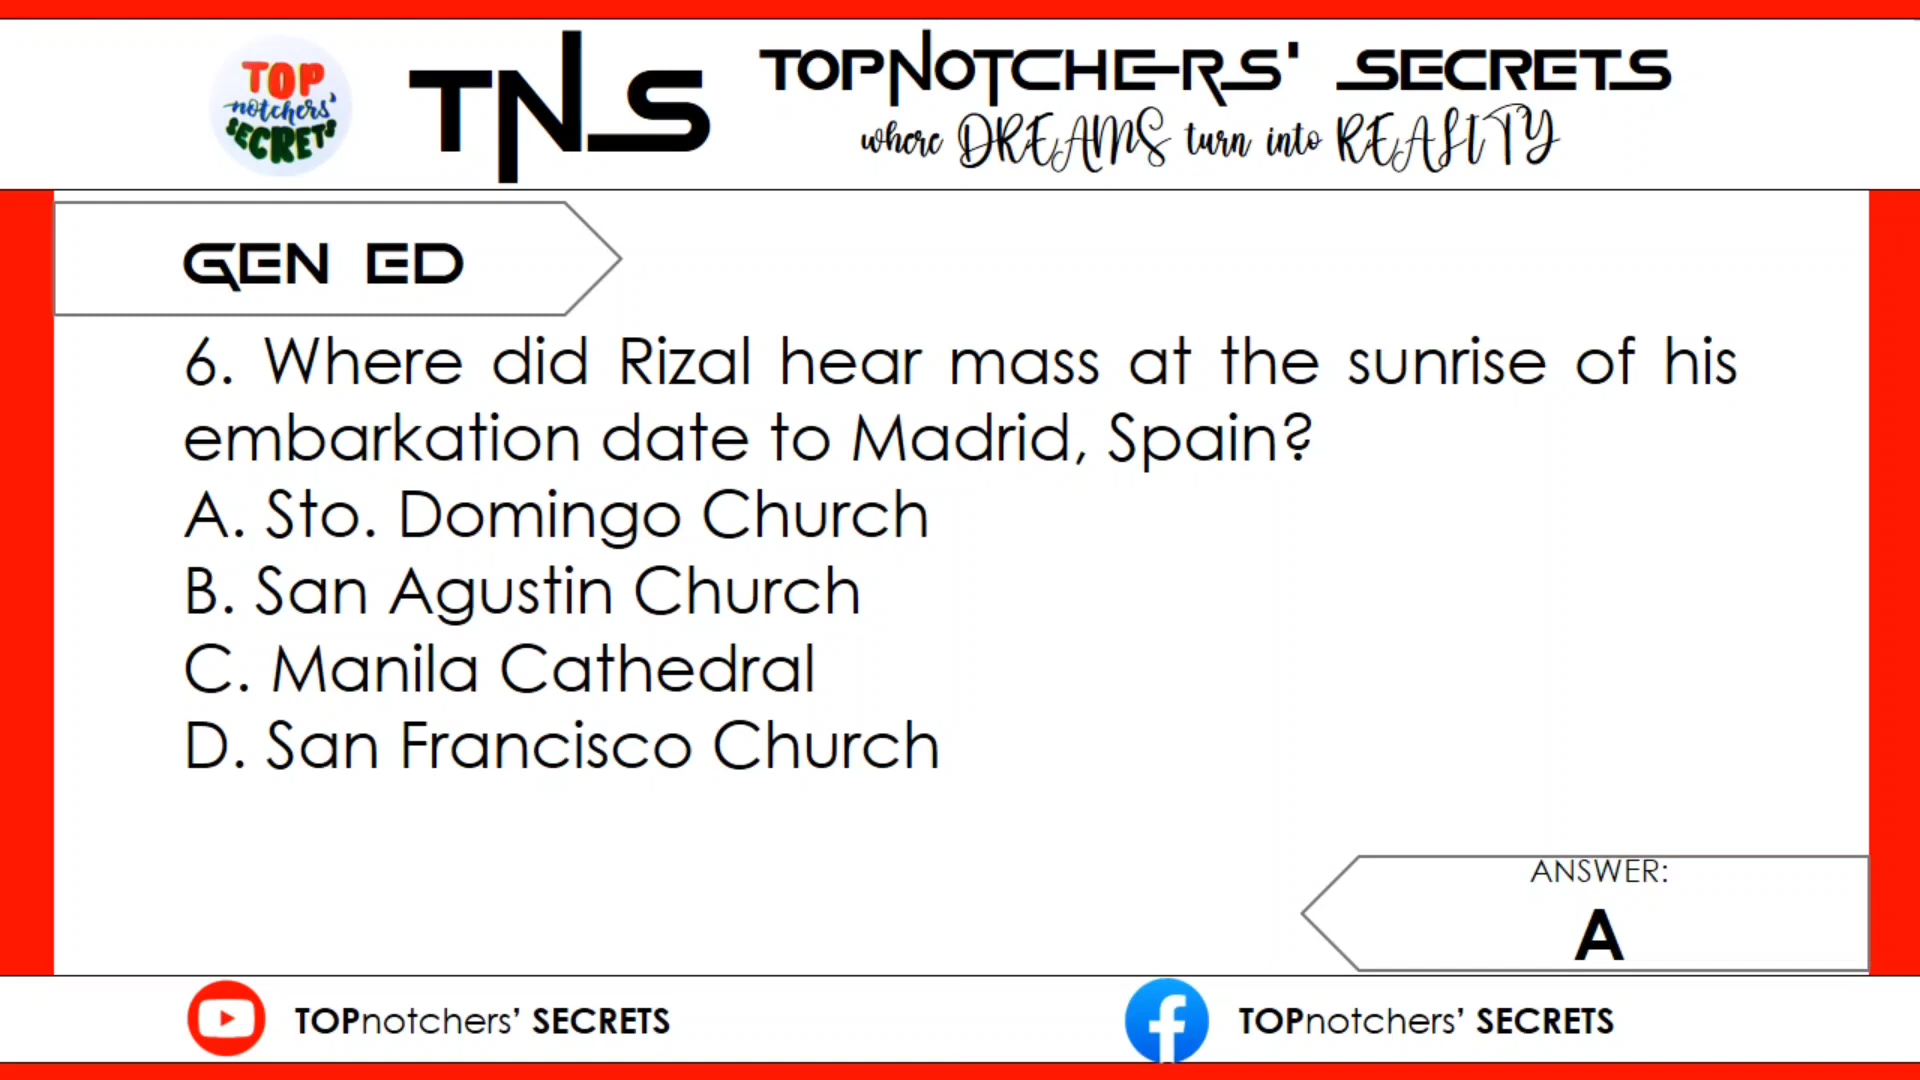 TOP
notchers'
SECRETS
TNS
TOPNOTCHERS' SECRETS
where DREAMS turn into REALITY
GEN ED
6. Where did Rizal hear mass at the sunrise of his
embarkation date to Madrid, Spain?
A. Sto. Domingo Church
B. San Agustin Church
C. Manila Cathedral
D. San Francisco Church
ANSWER:
A
TOPnotchers’ SECRETS
TOPnotchers’ SECRETS